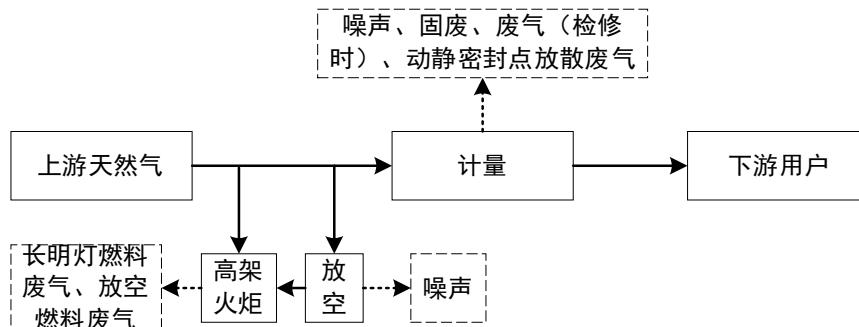 噪声、固废、废气（检修
时）、动静密封点放散废气
上游天然气
计量
下游用户
长明灯燃料
废气、放空
燃料废气
高架
火炬
放
空
噪声